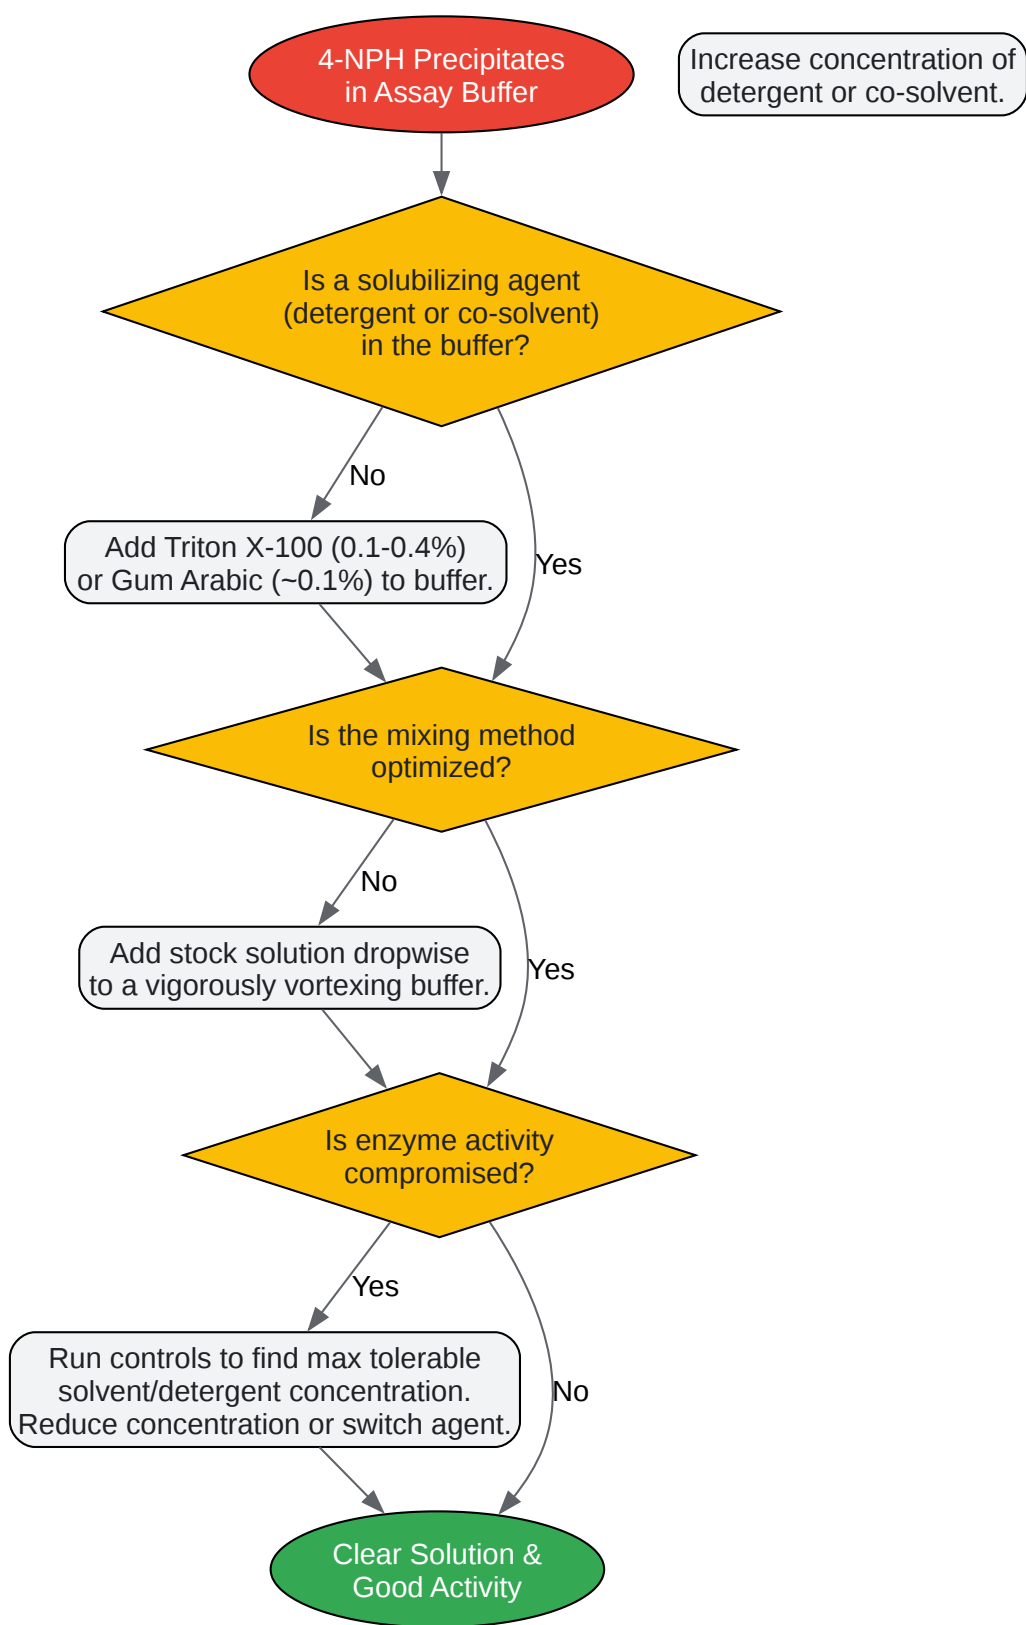 4-NPH Precipitates
in Assay Buffer
Increase concentration of
detergent or co-solvent.
Is a solubilizing agent
(detergent or co-solvent)
in the buffer?
No
Yes
Add Triton X-100 (0.1-0.4%)
or Gum Arabic (~0.1%) to buffer.
Is the mixing method
optimized?
No
Yes
Add stock solution dropwise
to a vigorously vortexing buffer.
Is enzyme activity
compromised?
Yes
No
Run controls to find max tolerable
solvent/detergent concentration.
Reduce concentration or switch agent.
Clear Solution &
Good Activity